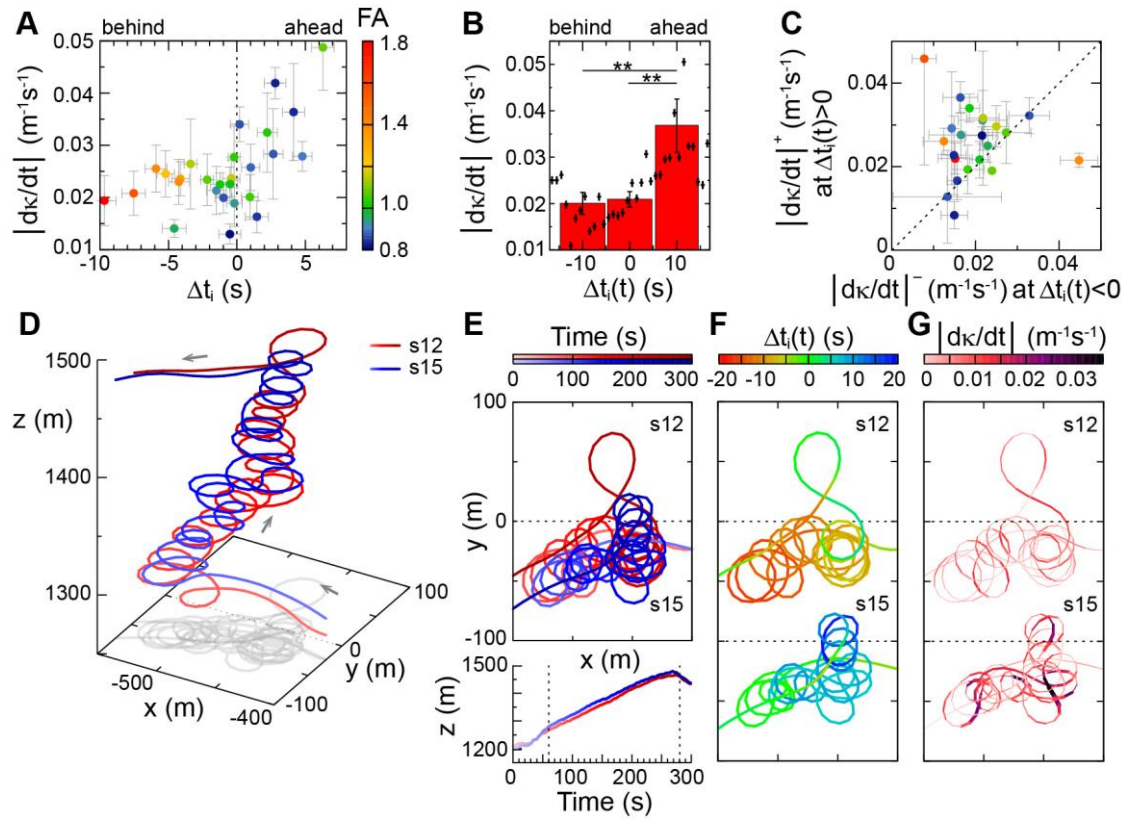 A
behind
ahead
FA
0.05
0.04
0.03
0.02
0.01
|dκ/dt| (m⁻¹s⁻¹)
-10
-5
0
5
Δtᵢ (s)
1.8
1.6
1.4
1.2
1.0
0.8
B
behind
ahead
**
**
0.05
0.04
0.03
0.02
0.01
|dκ/dt| (m⁻¹s⁻¹)
-10
0
10
Δtᵢ(t) (s)
C
|dκ/dt|⁺ (m⁻¹s⁻¹)
at Δtᵢ(t)>0
0.04
0.02
0
0
0.02
0.04
|dκ/dt|⁻ (m⁻¹s⁻¹) at Δtᵢ(t)<0
D
s12
s15
1500
z (m)
1400
1300
-500
x (m)
-400
-100
0
y (m)
100
E
Time (s)
0
100
200
300
100
y (m)
0
-100
s12
s15
x (m)
1500
z (m)
1200
0
100
200
300
Time (s)
F
Δtᵢ(t) (s)
-20
-10
0
10
20
s12
s15
G
|dκ/dt| (m⁻¹s⁻¹)
0
0.01
0.02
0.03
s12
s15